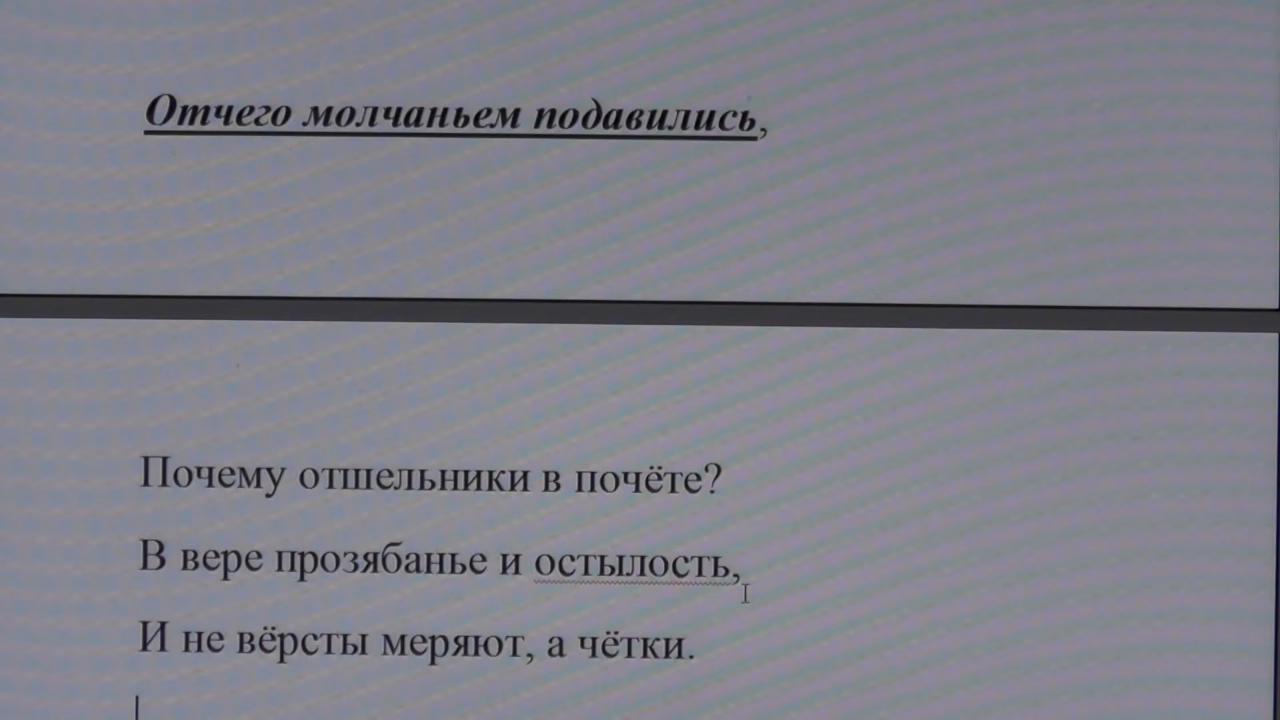 Отчего молчаньем подавились,
Почему отшельники в почёте?
В вере прозябанье и остылость,
И не вёрсты меряют, а чётки.